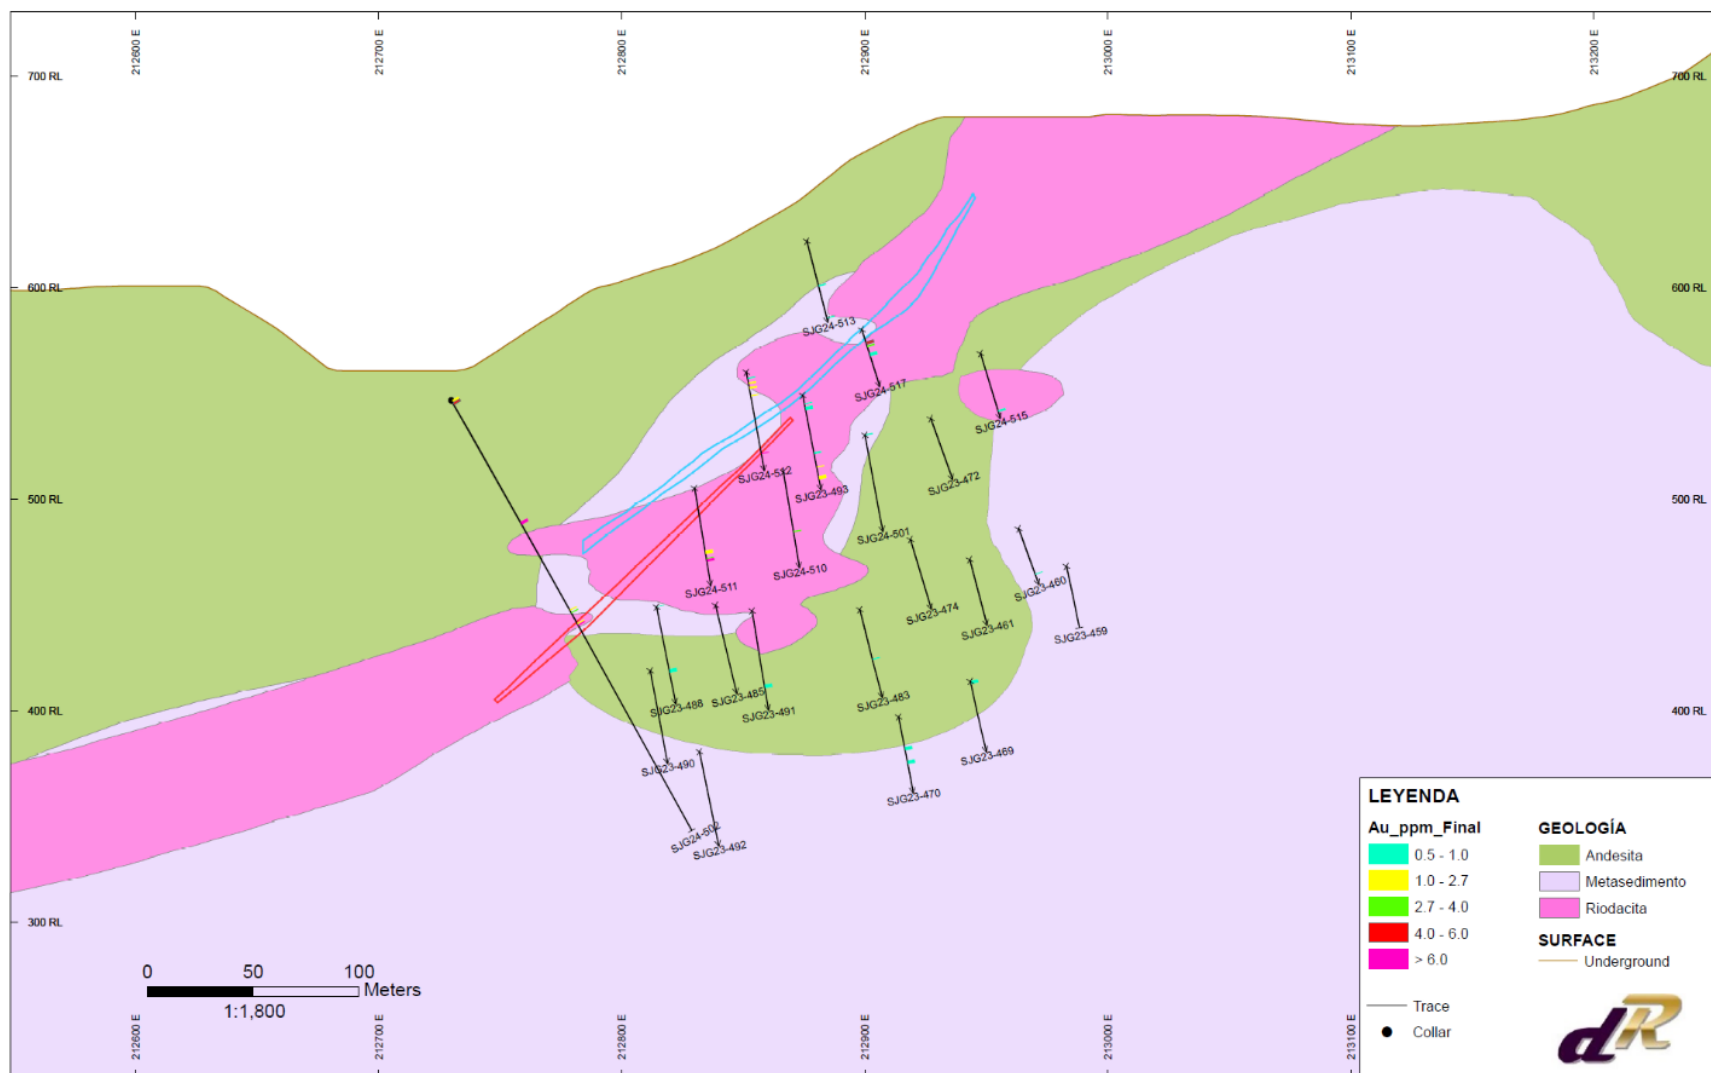 212600 E
212700 E
212800 E
212900 E
213000 E
213100 E
213200 E
700 RL
700 RL
600 RL
600 RL
500 RL
500 RL
400 RL
400 RL
300 RL
SJG24-513
SJG24-517
SJG24-515
SJG24-512
SJG23-493
SJG23-472
SJG24-501
SJG24-510
SJG24-511
SJG23-460
SJG23-474
SJG23-461
SJG23-459
SJG23-488
SJG23-485
SJG23-491
SJG23-483
SJG23-469
SJG23-490
SJG23-470
SJG24-502
SJG23-492
0 50 100
Meters
1:1,800
212600 E
212700 E
212800 E
212900 E
213000 E
213100 E
LEYENDA
Au_ppm_Final
0.5 - 1.0
1.0 - 2.7
2.7 - 4.0
4.0 - 6.0
> 6.0
Trace
Collar
GEOLOGÍA
Andesita
Metasedimento
Riodacita
SURFACE
Underground
dR